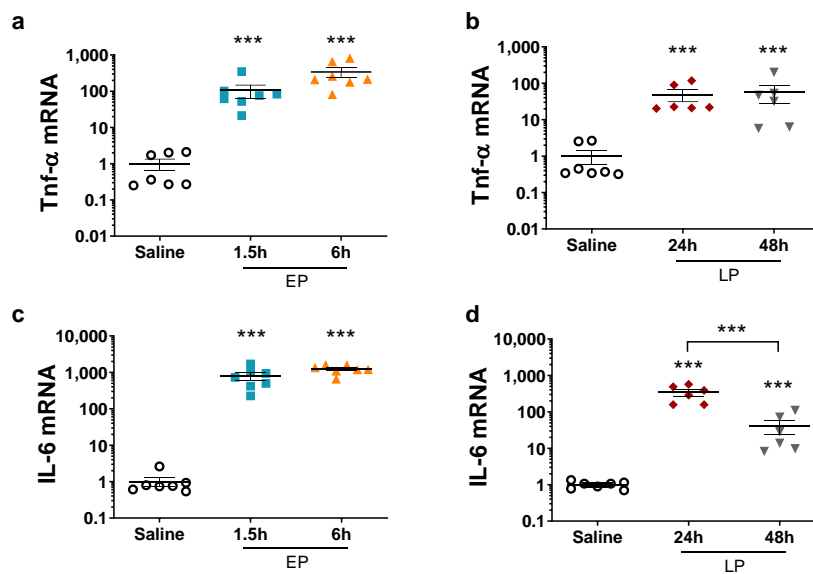 a
Tnf-α mRNA
1,000
100
10
1
0.1
0.01
***
***
Saline
1.5h
6h
EP
b
Tnf-α mRNA
1,000
100
10
1
0.1
0.01
***
***
Saline
24h
48h
LP
c
IL-6 mRNA
10,000
1,000
100
10
1
0.1
***
***
Saline
1.5h
6h
EP
d
IL-6 mRNA
10,000
1,000
100
10
1
0.1
***
***
***
Saline
24h
48h
LP